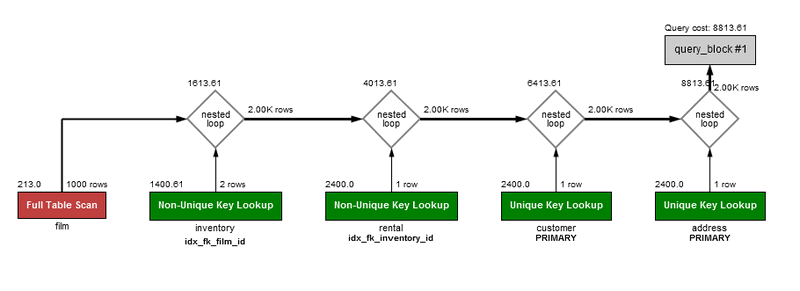 Query cost: 8813.61
query_block #1
1613.61
4013.61
6413.61
8813.61
2.00K rows
nested
loop
2.00K rows
nested
loop
2.00K rows
nested
loop
2.00K rows
nested
loop
213.0
1000 rows
1400.61
2 rows
2400.0
1 row
2400.0
1 row
2400.0
1 row
Full Table Scan
Non-Unique Key Lookup
Non-Unique Key Lookup
Unique Key Lookup
Unique Key Lookup
film
inventory
rental
customer
address
idx_fk_film_id
idx_fk_inventory_id
PRIMARY
PRIMARY